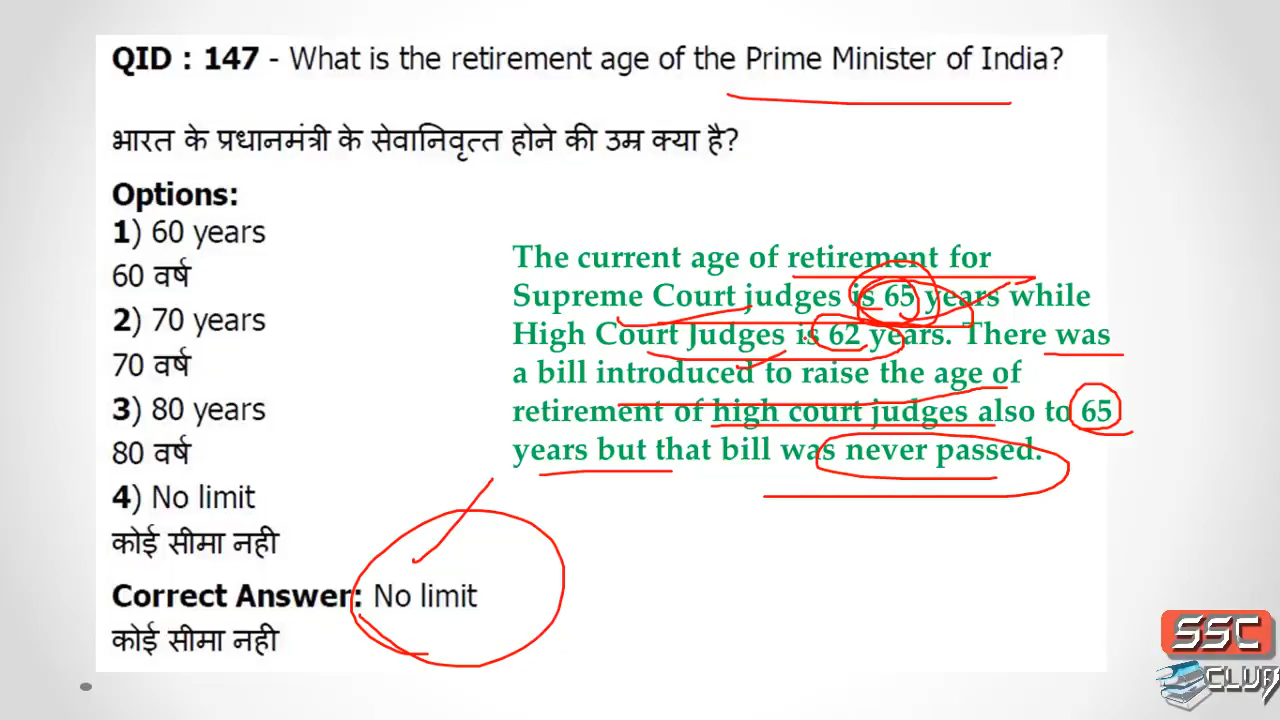 QID : 147 - What is the retirement age of the Prime Minister of India?
भारत के प्रधानमंत्री के सेवानिवृत्त होने की उम्र क्या है?
Options:
1) 60 years
60 वर्ष
2) 70 years
70 वर्ष
3) 80 years
80 वर्ष
4) No limit
कोई सीमा नही
Correct Answer: No limit
कोई सीमा नही
The current age of retirement for
Supreme Court judges is 65 years while
High Court Judges is 62 years. There was
a bill introduced to raise the age of
retirement of high court judges also to 65
years but that bill was never passed.
SSC
CLUB